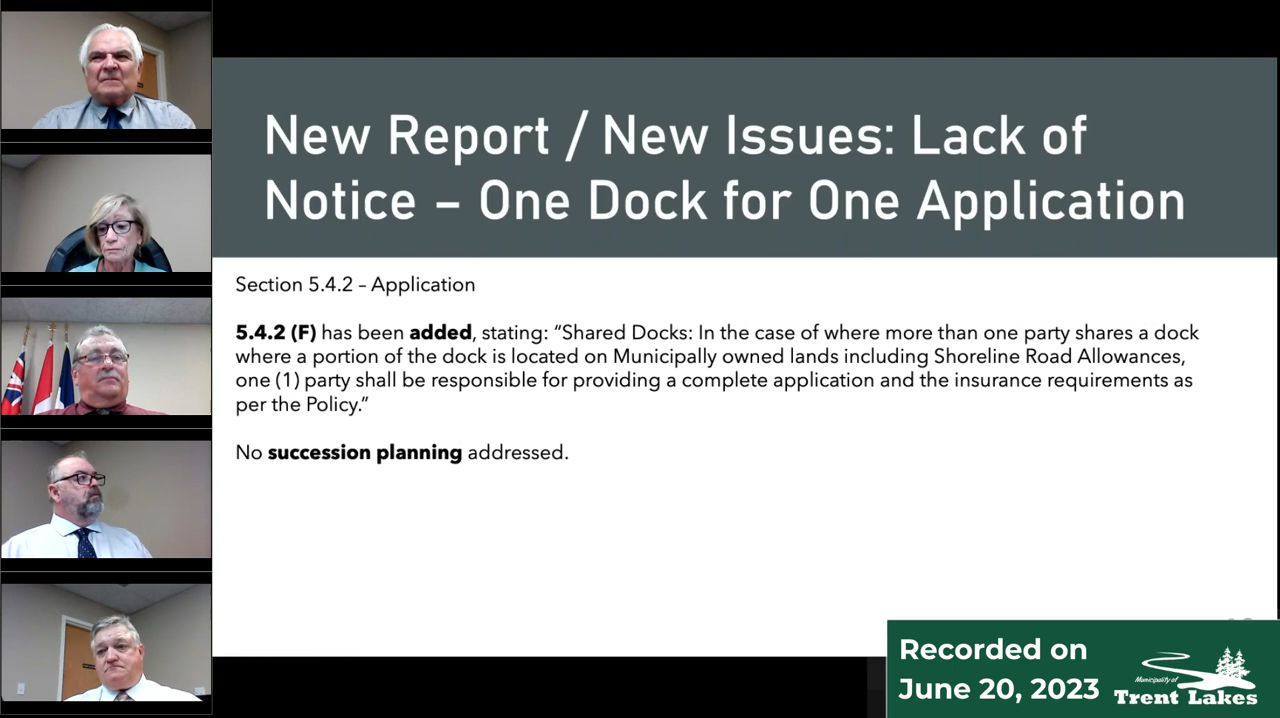 New Report / New Issues: Lack of
Notice – One Dock for One Application
Section 5.4.2 – Application
5.4.2 (F) has been added, stating: “Shared Docks: In the case of where more than one party shares a dock
where a portion of the dock is located on Municipally owned lands including Shoreline Road Allowances,
one (1) party shall be responsible for providing a complete application and the insurance requirements as
per the Policy.”
No succession planning addressed.
Recorded on
June 20, 2023
Municipality of
Trent Lakes